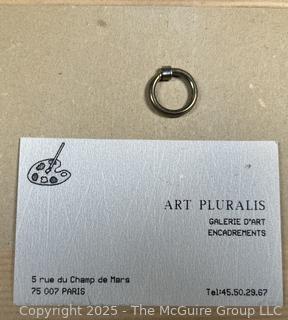 ART PLURALIS
GALERIE D'ART
ENCADREMENTS
5 rue du Champ de Mars
75 007 PARIS
Tel:45.50.29.67
Copyright 2025 - The McGuire Group LLC